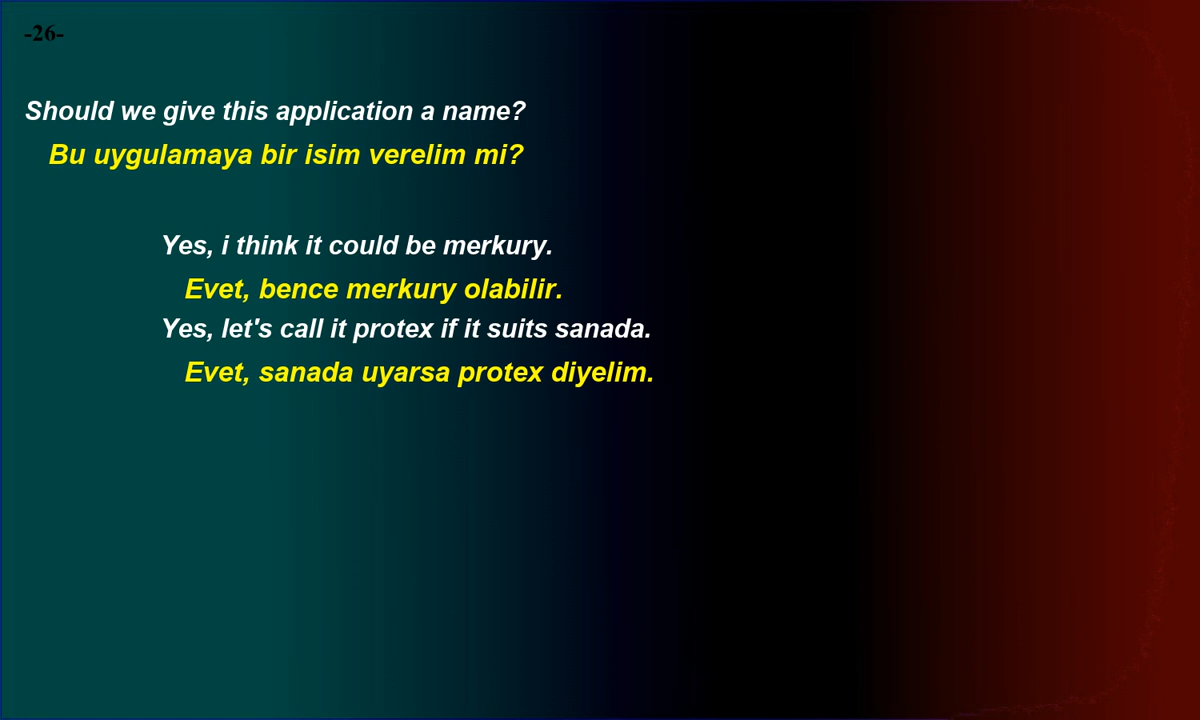 -26-
Should we give this application a name?
Bu uygulamaya bir isim verelim mi?
Yes, i think it could be merkury.
Evet, bence merkury olabilir.
Yes, let's call it protex if it suits sanada.
Evet, sanada uyarsa protex diyelim.